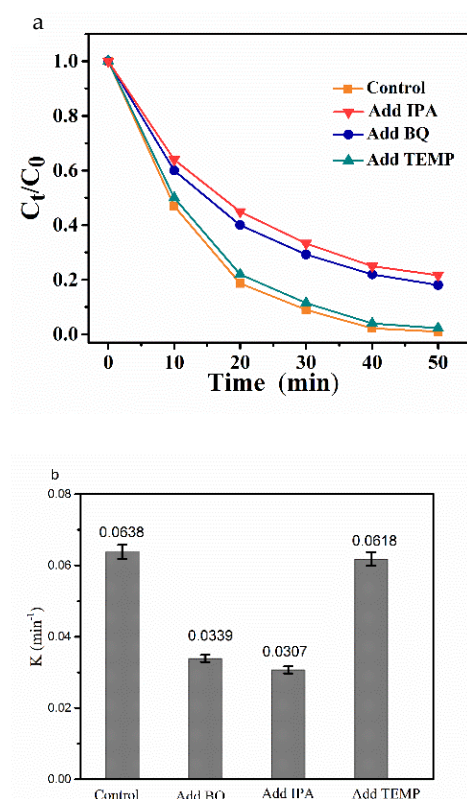 a
1.0
0.8
0.6
0.4
0.2
0.0
Ct/C0
Control
Add IPA
Add BQ
Add TEMP
0 10 20 30 40 50
Time (min)
b
0.08
0.06
0.04
0.02
0.00
K (min⁻¹)
0.0638
0.0339
0.0307
0.0618
Control Add BQ Add IPA Add TEMP